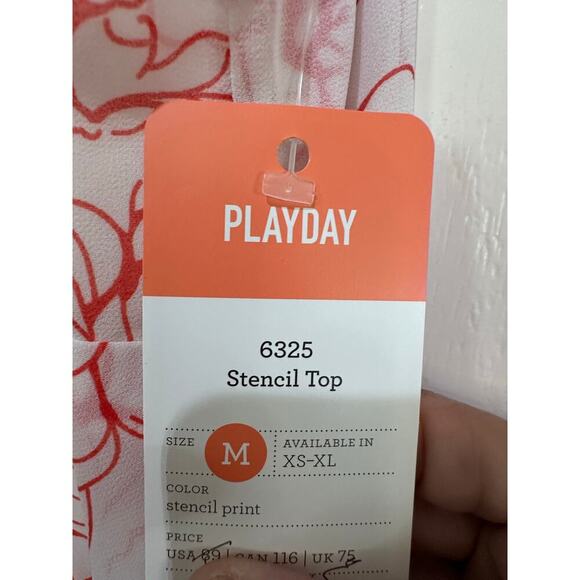 PLAYDAY
6325
Stencil Top
SIZE
M
AVAILABLE IN
XS–XL
COLOR
stencil print
PRICE
USA 89 | CAN 116 | UK 75